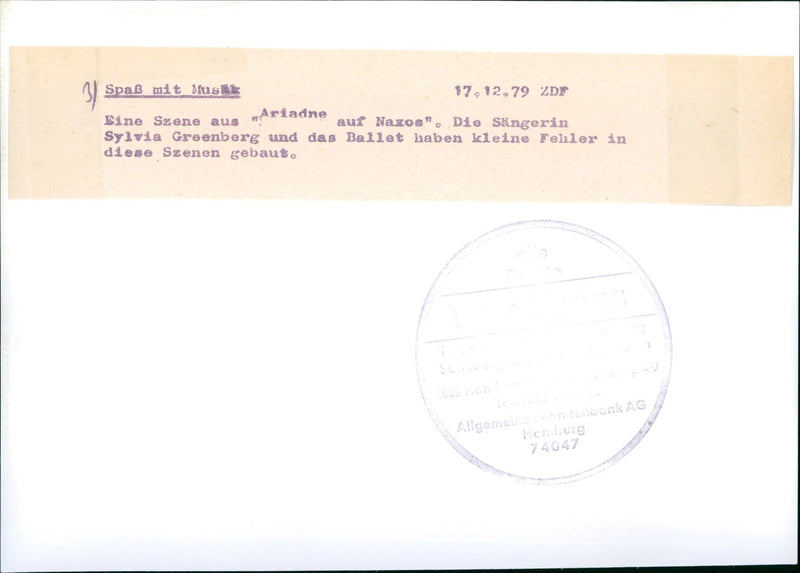 3) Spaß mit Musik 17.12.79 ZDF
Eine Szene aus "Ariadne auf Naxos". Die Sängerin
Sylvia Greenberg und das Ballet haben kleine Fehler in
diese Szenen gebaut.
alle
Allgemeine
AG
Hamburg
74047